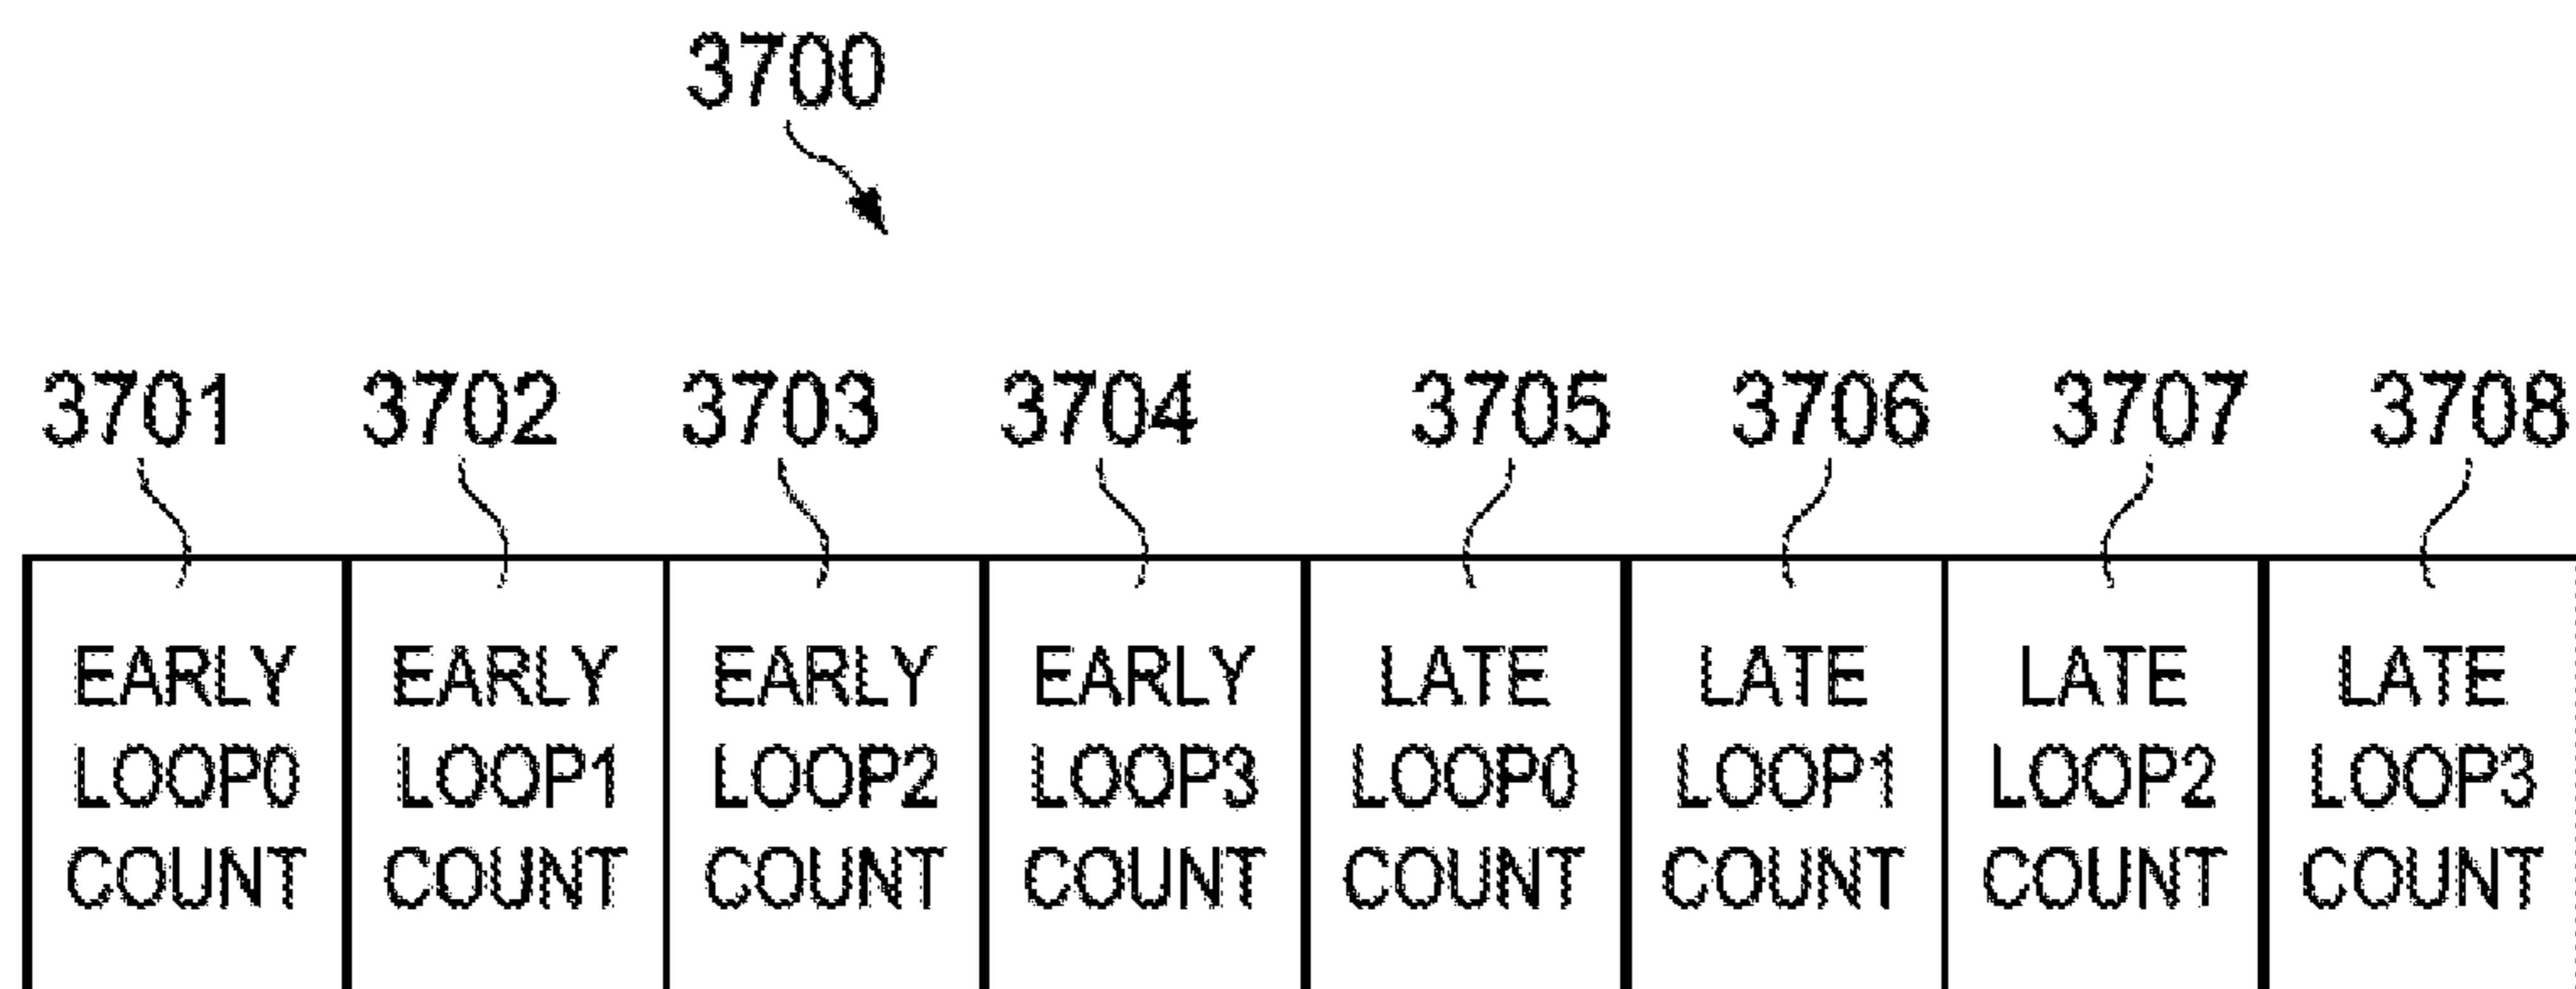 3700
3701 3702 3703 3704 3705 3706 3707 3708
EARLY EARLY EARLY EARLY LATE LATE LATE LATE
LOOP0 LOOP1 LOOP2 LOOP3 LOOP0 LOOP1 LOOP2 LOOP3
COUNT COUNT COUNT COUNT COUNT COUNT COUNT COUNT